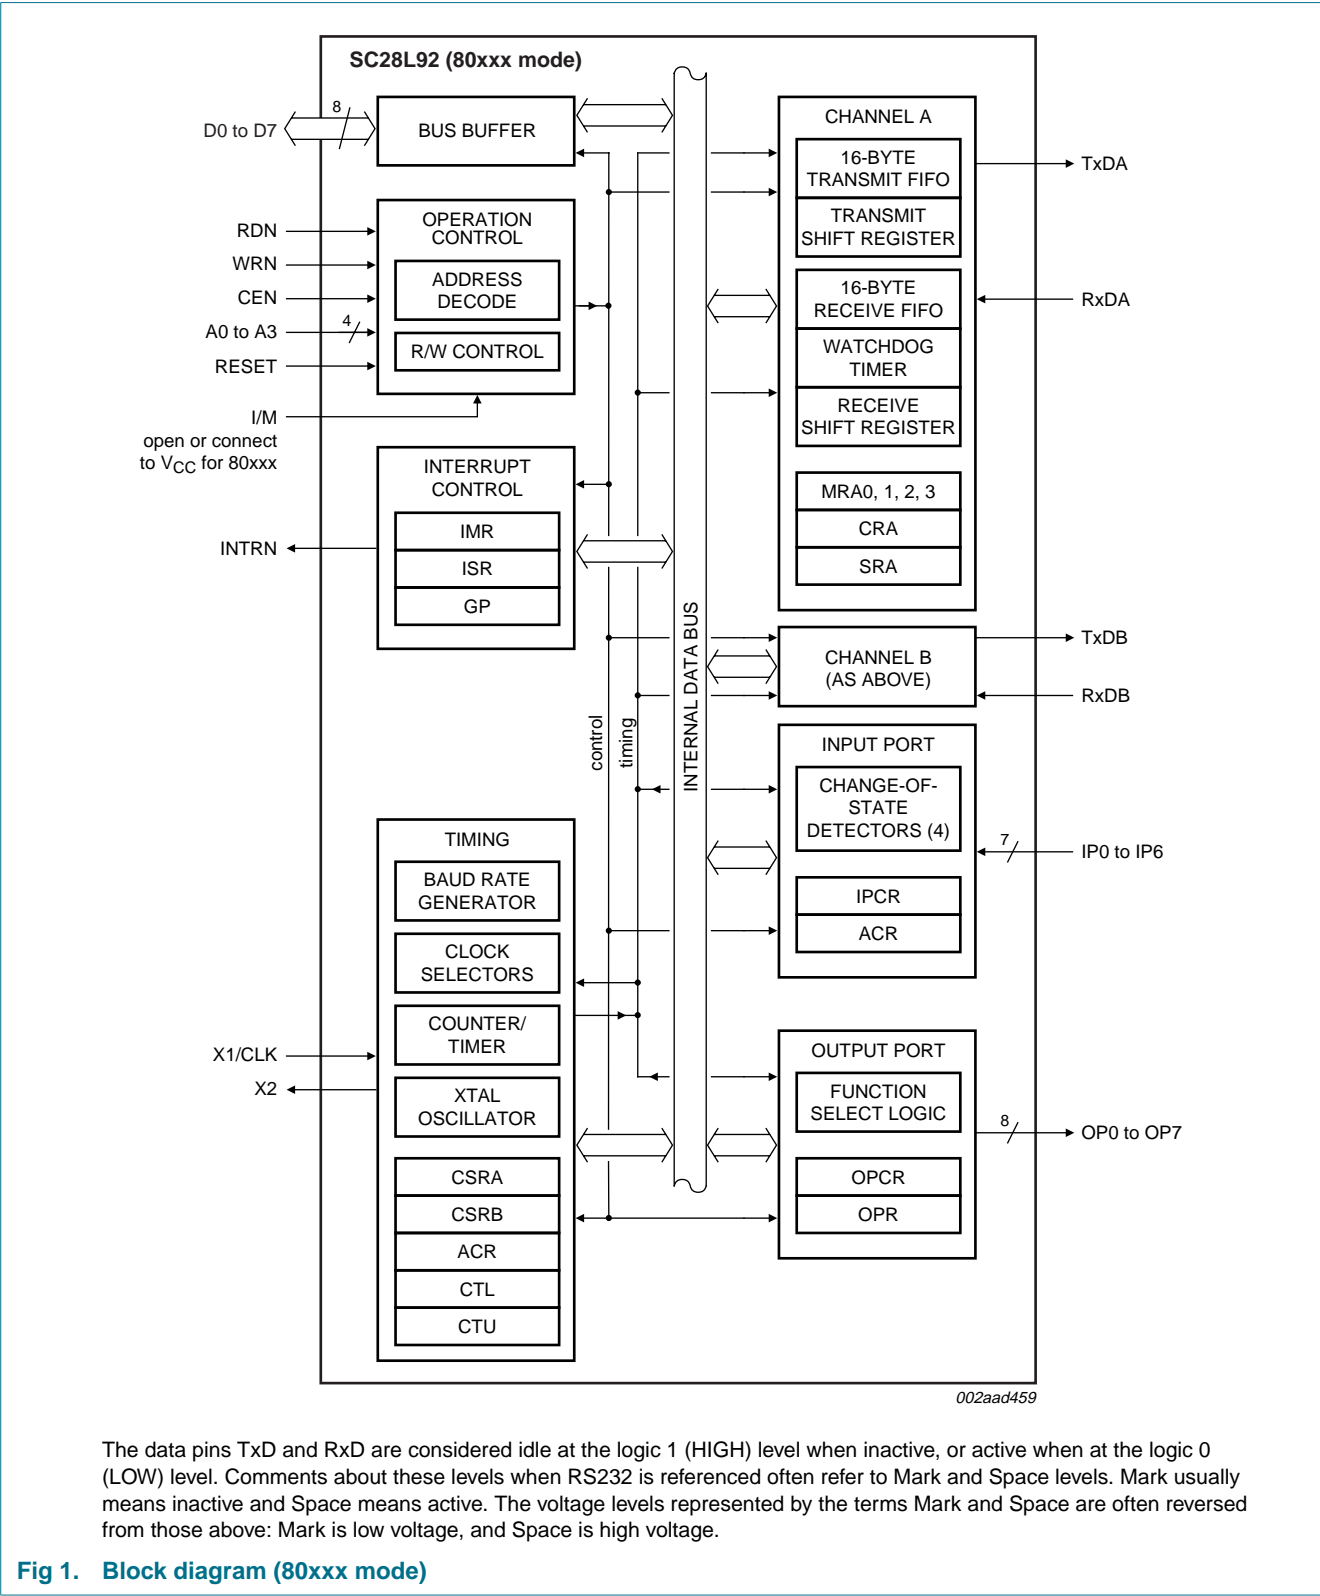 SC28L92 (80xxx mode)
D0 to D7
8
BUS BUFFER
RDN
WRN
CEN
A0 to A3
4
RESET
I/M
open or connect
to VCC for 80xxx
OPERATION
CONTROL
ADDRESS
DECODE
R/W CONTROL
INTRN
INTERRUPT
CONTROL
IMR
ISR
GP
control
timing
INTERNAL DATA BUS
X1/CLK
X2
TIMING
BAUD RATE
GENERATOR
CLOCK
SELECTORS
COUNTER/
TIMER
XTAL
OSCILLATOR
CSRA
CSRB
ACR
CTL
CTU
CHANNEL A
16-BYTE
TRANSMIT FIFO
TRANSMIT
SHIFT REGISTER
16-BYTE
RECEIVE FIFO
WATCHDOG
TIMER
RECEIVE
SHIFT REGISTER
MRA0, 1, 2, 3
CRA
SRA
TxDA
RxDA
CHANNEL B
(AS ABOVE)
TxDB
RxDB
INPUT PORT
CHANGE-OF-
STATE
DETECTORS (4)
IPCR
ACR
7
IP0 to IP6
OUTPUT PORT
FUNCTION
SELECT LOGIC
OPCR
OPR
8
OP0 to OP7
002aad459
The data pins TxD and RxD are considered idle at the logic 1 (HIGH) level when inactive, or active when at the logic 0
(LOW) level. Comments about these levels when RS232 is referenced often refer to Mark and Space levels. Mark usually
means inactive and Space means active. The voltage levels represented by the terms Mark and Space are often reversed
from those above: Mark is low voltage, and Space is high voltage.
Fig 1. Block diagram (80xxx mode)